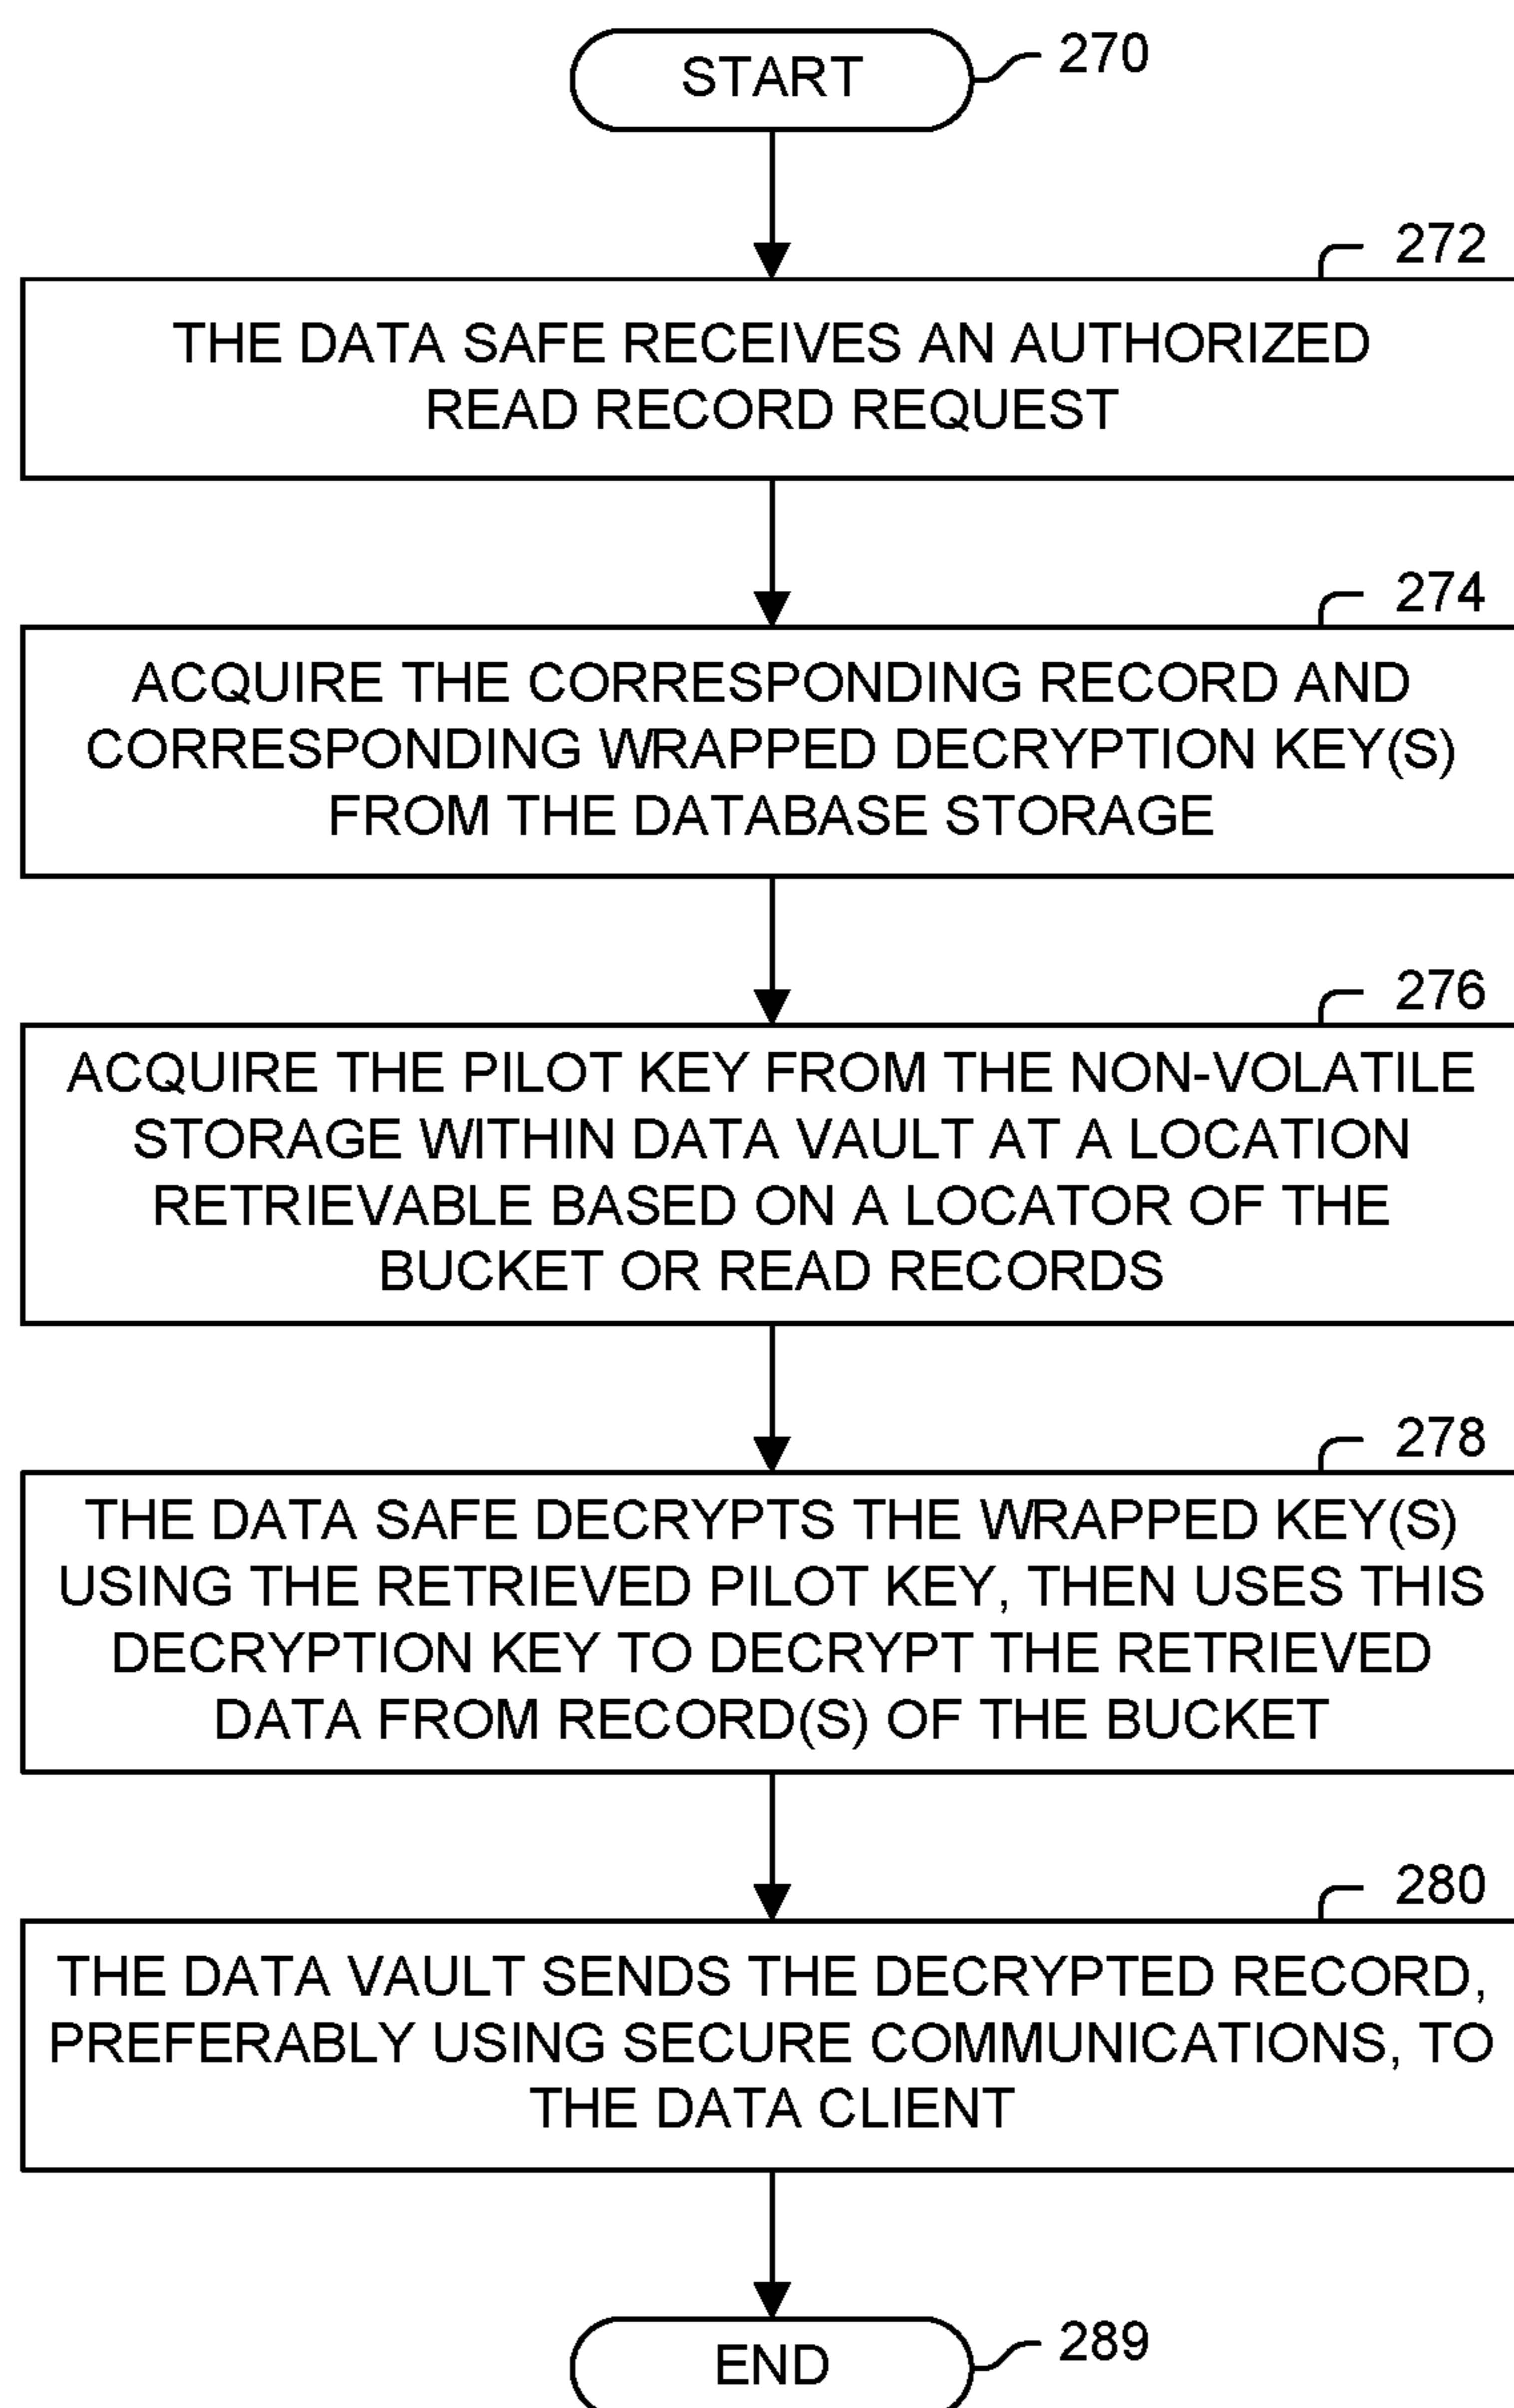 START
270
272
THE DATA SAFE RECEIVES AN AUTHORIZED
READ RECORD REQUEST
274
ACQUIRE THE CORRESPONDING RECORD AND
CORRESPONDING WRAPPED DECRYPTION KEY(S)
FROM THE DATABASE STORAGE
276
ACQUIRE THE PILOT KEY FROM THE NON-VOLATILE
STORAGE WITHIN DATA VAULT AT A LOCATION
RETRIEVABLE BASED ON A LOCATOR OF THE
BUCKET OR READ RECORDS
278
THE DATA SAFE DECRYPTS THE WRAPPED KEY(S)
USING THE RETRIEVED PILOT KEY, THEN USES THIS
DECRYPTION KEY TO DECRYPT THE RETRIEVED
DATA FROM RECORD(S) OF THE BUCKET
280
THE DATA VAULT SENDS THE DECRYPTED RECORD,
PREFERABLY USING SECURE COMMUNICATIONS, TO
THE DATA CLIENT
END
289